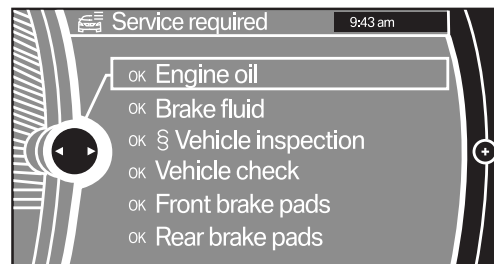 Service required 9:43 am
OK Engine oil
OK Brake fluid
OK § Vehicle inspection
OK Vehicle check
OK Front brake pads
OK Rear brake pads